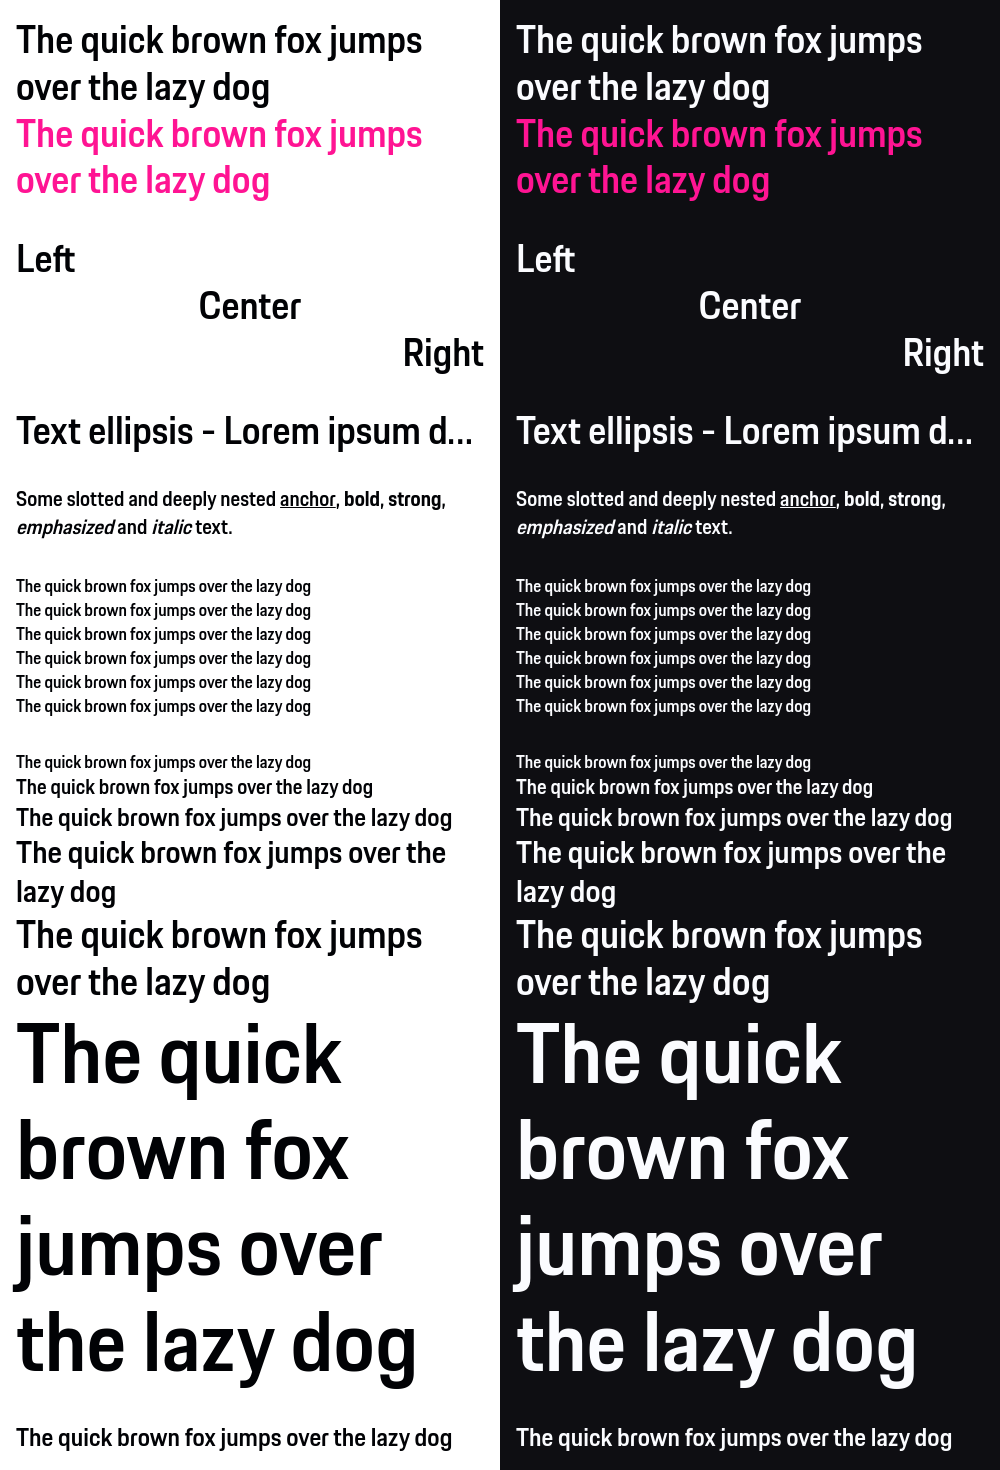 The quick brown fox jumps
over the lazy dog
The quick brown fox jumps
over the lazy dog
Left
Center
Right
Text ellipsis - Lorem ipsum d...
Some slotted and deeply nested anchor, bold, strong,
emphasized and italic text.
The quick brown fox jumps over the lazy dog
The quick brown fox jumps over the lazy dog
The quick brown fox jumps over the lazy dog
The quick brown fox jumps over the lazy dog
The quick brown fox jumps over the lazy dog
The quick brown fox jumps over the lazy dog
The quick brown fox jumps over the lazy dog
The quick brown fox jumps over the lazy dog
The quick brown fox jumps over the lazy dog
The quick brown fox jumps over the
lazy dog
The quick brown fox jumps
over the lazy dog
The quick
brown fox
jumps over
the lazy dog
The quick brown fox jumps over the lazy dog
The quick brown fox jumps
over the lazy dog
The quick brown fox jumps
over the lazy dog
Left
Center
Right
Text ellipsis - Lorem ipsum d...
Some slotted and deeply nested anchor, bold, strong,
emphasized and italic text.
The quick brown fox jumps over the lazy dog
The quick brown fox jumps over the lazy dog
The quick brown fox jumps over the lazy dog
The quick brown fox jumps over the lazy dog
The quick brown fox jumps over the lazy dog
The quick brown fox jumps over the lazy dog
The quick brown fox jumps over the lazy dog
The quick brown fox jumps over the lazy dog
The quick brown fox jumps over the lazy dog
The quick brown fox jumps over the
lazy dog
The quick brown fox jumps
over the lazy dog
The quick
brown fox
jumps over
the lazy dog
The quick brown fox jumps over the lazy dog